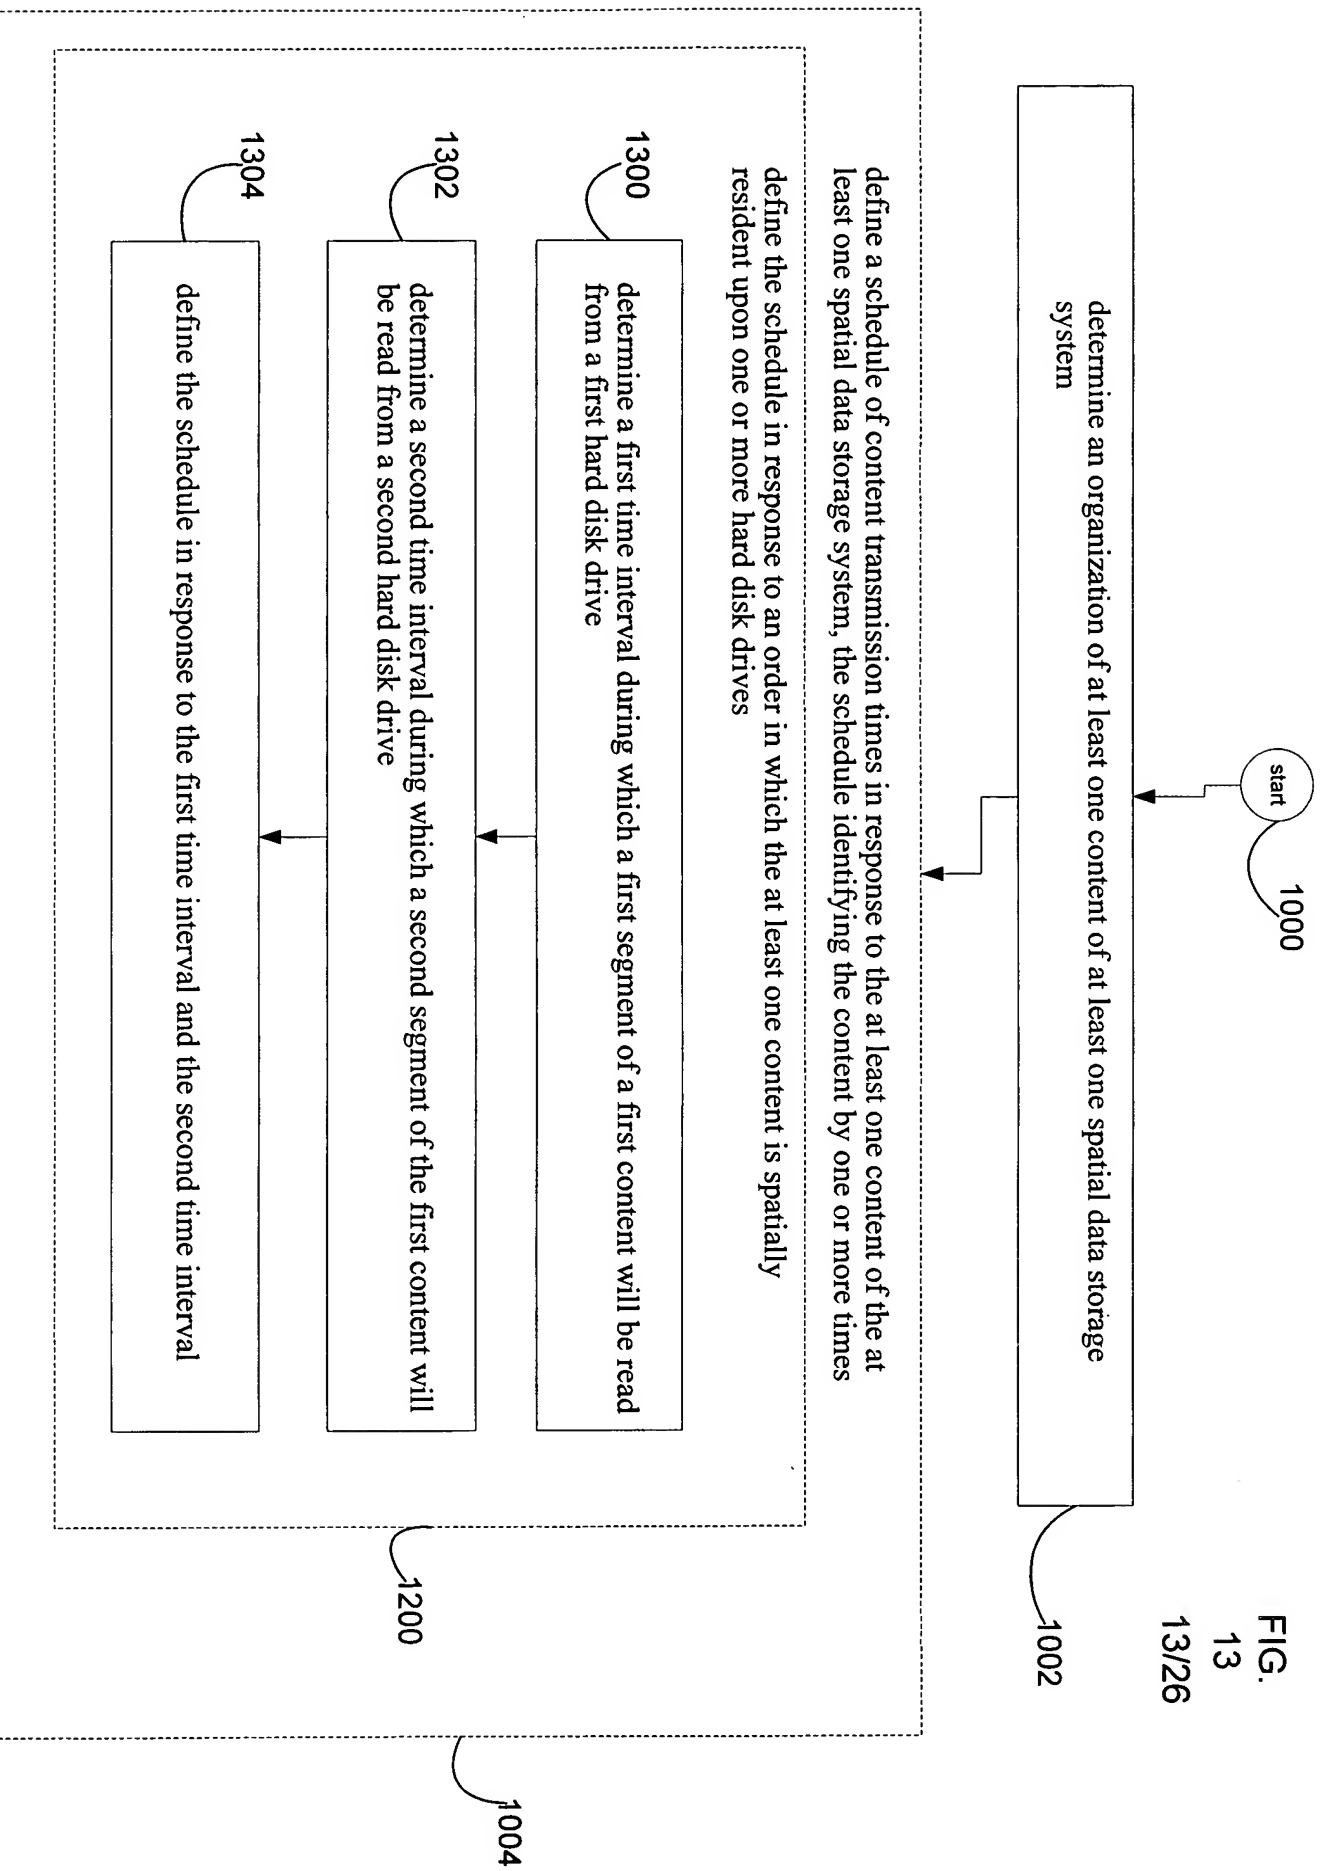 FIG.
13
13/26
start
1000
determine an organization of at least one content of at least one spatial data storage
system
1002
define a schedule of content transmission times in response to the at least one content of the at
least one spatial data storage system, the schedule identifying the content by one or more times
define the schedule in response to an order in which the at least one content is spatially
resident upon one or more hard disk drives
1300
determine a first time interval during which a first segment of a first content will be read
from a first hard disk drive
1302
determine a second time interval during which a second segment of the first content will
be read from a second hard disk drive
1304
define the schedule in response to the first time interval and the second time interval
1200
1004